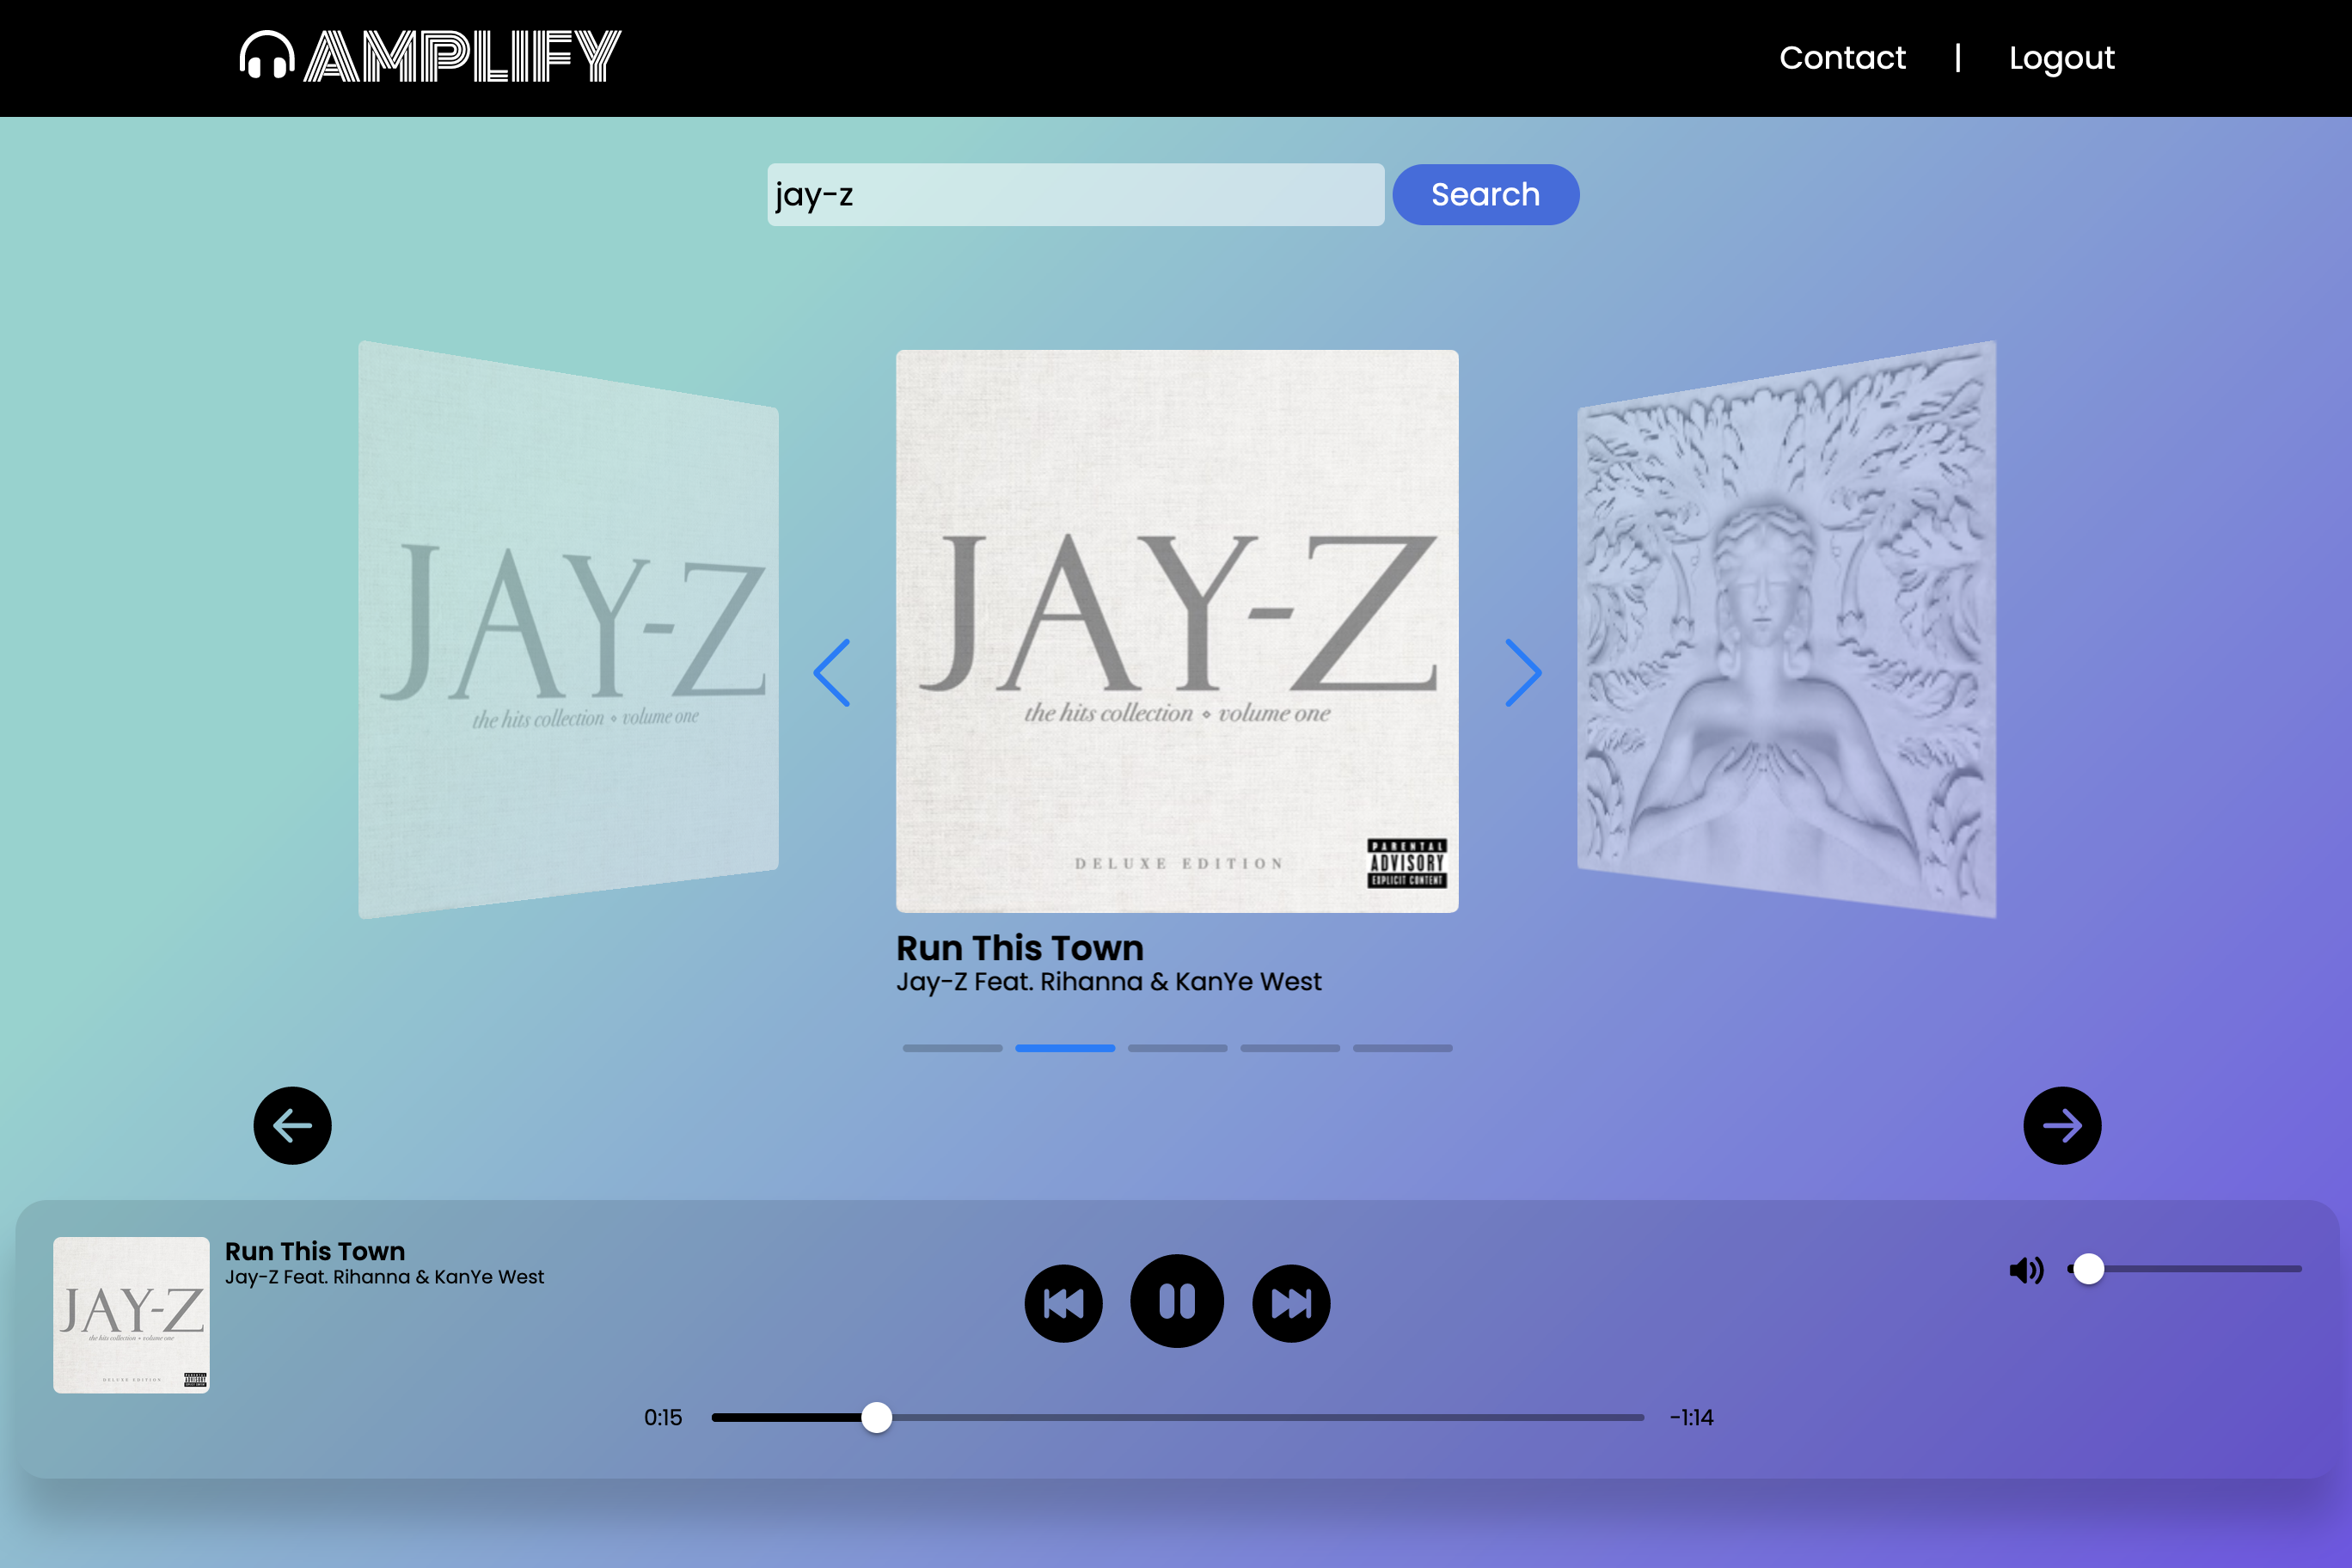 AMPLIFY
Contact | Logout
jay-z
Search
JAY-Z
the hits collection ⋄ volume one
JAY-Z
the hits collection ⋄ volume one
DELUXE EDITION
PARENTAL
ADVISORY
EXPLICIT CONTENT
Run This Town
Jay-Z Feat. Rihanna & KanYe West
JAY-Z
the hits collection ⋄ volume one
DELUXE EDITION
Run This Town
Jay-Z Feat. Rihanna & KanYe West
0:15
-1:14